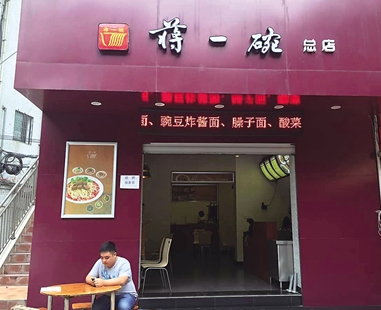 蒋一碗 总店
面、豌豆炸酱面、臊子面、酸菜